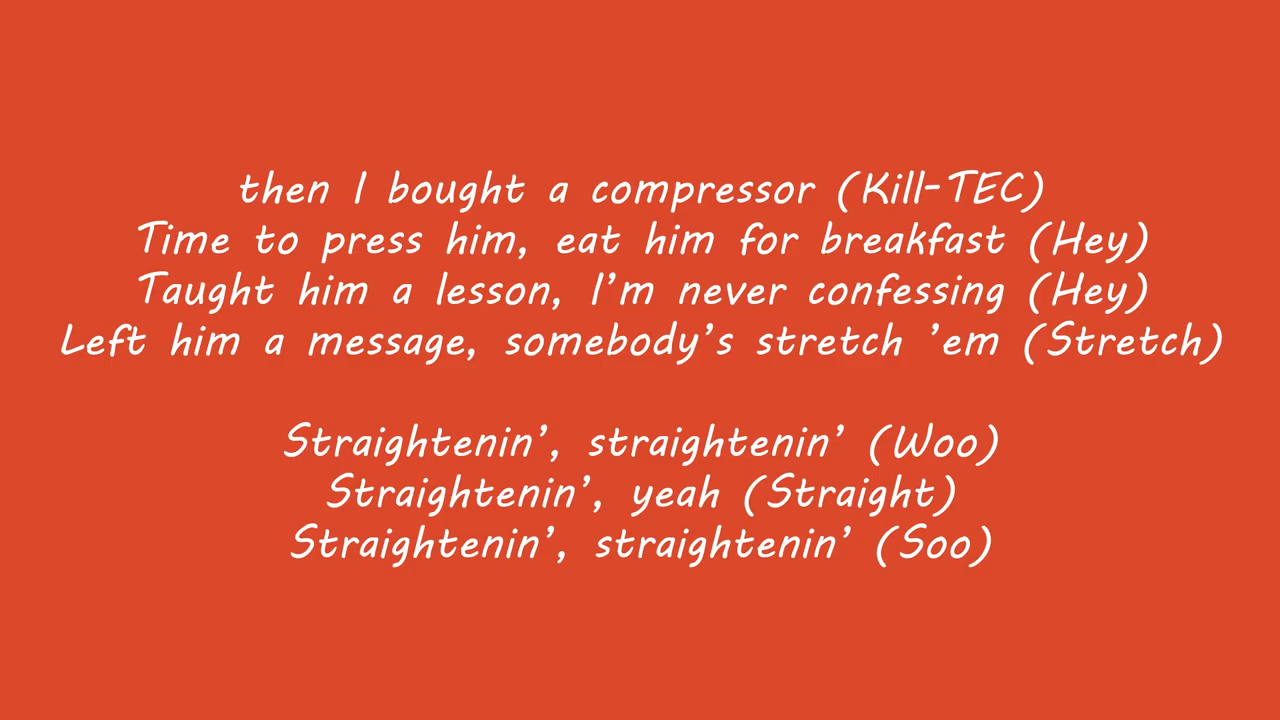 then I bought a compressor (Kill-TEC)
Time to press him, eat him for breakfast (Hey)
Taught him a lesson, I’m never confessing (Hey)
Left him a message, somebody’s stretch ’em (Stretch)
Straightenin’, straightenin’ (Woo)
Straightenin’, yeah (Straight)
Straightenin’, straightenin’ (Soo)